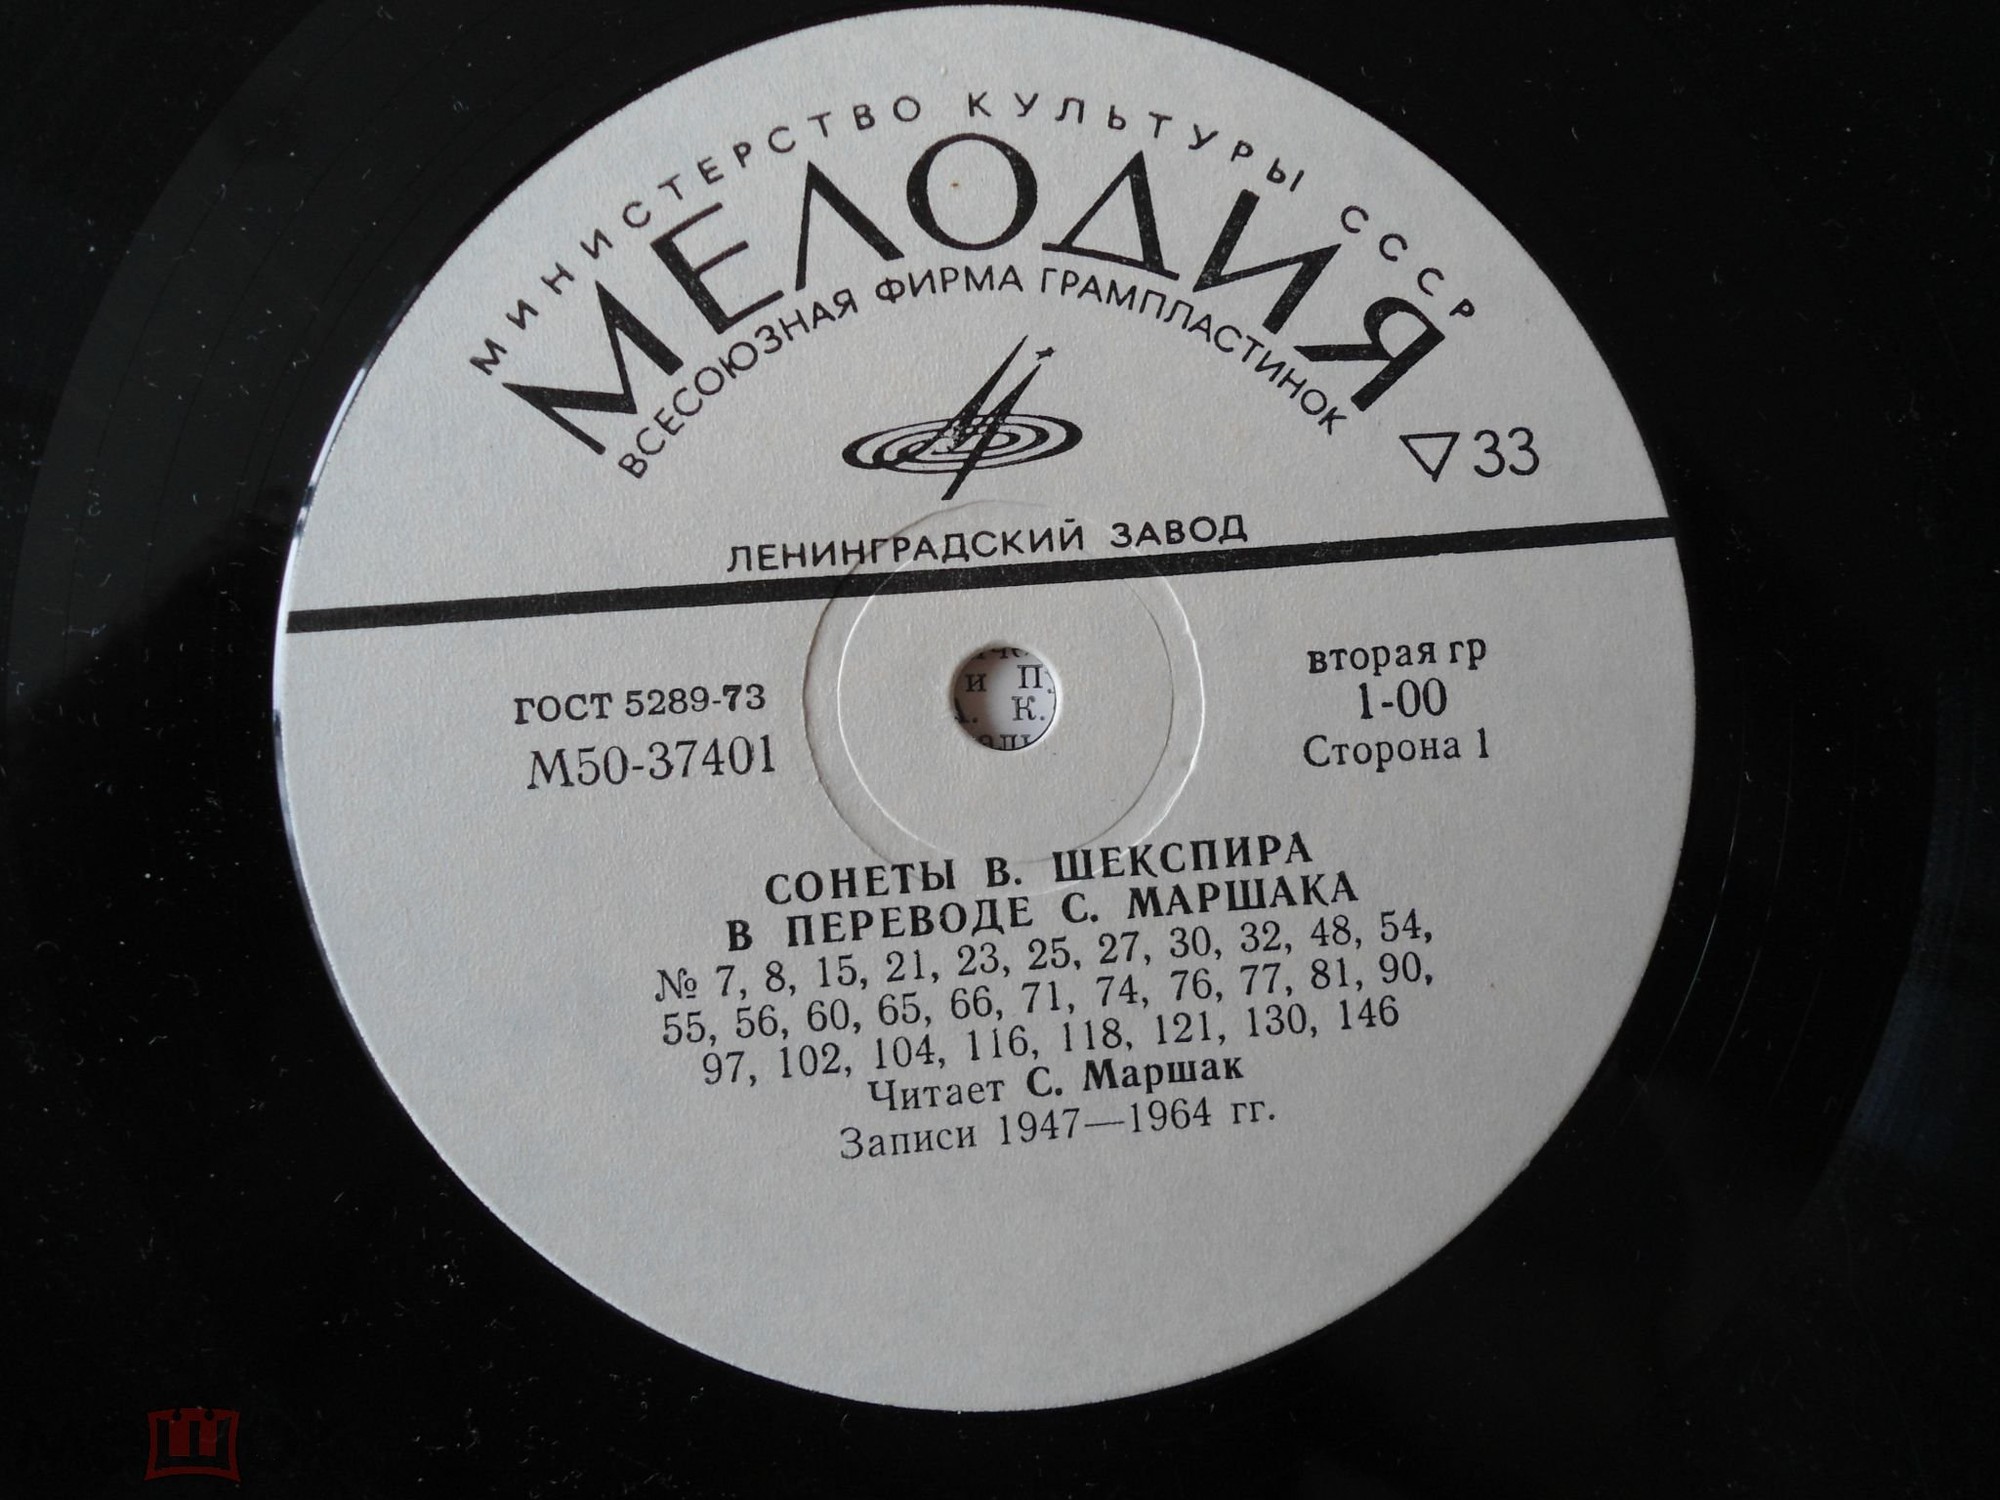 МИНИСТЕРСТВО КУЛЬТУРЫ СССР
МЕЛОДИЯ
ВСЕСОЮЗНАЯ ФИРМА ГРАМПЛАСТИНОК
33
ЛЕНИНГРАДСКИЙ ЗАВОД
ГОСТ 5289-73
М50-37401
вторая гр
1-00
Сторона 1
и П.
К.
СОНЕТЫ В. ШЕКСПИРА
В ПЕРЕВОДЕ С. МАРШАКА
№ 7, 8, 15, 21, 23, 25, 27, 30, 32, 48, 54,
55, 56, 60, 65, 66, 71, 74, 76, 77, 81, 90,
97, 102, 104, 116, 118, 121, 130, 146
Читает С. Маршак
Записи 1947—1964 гг.